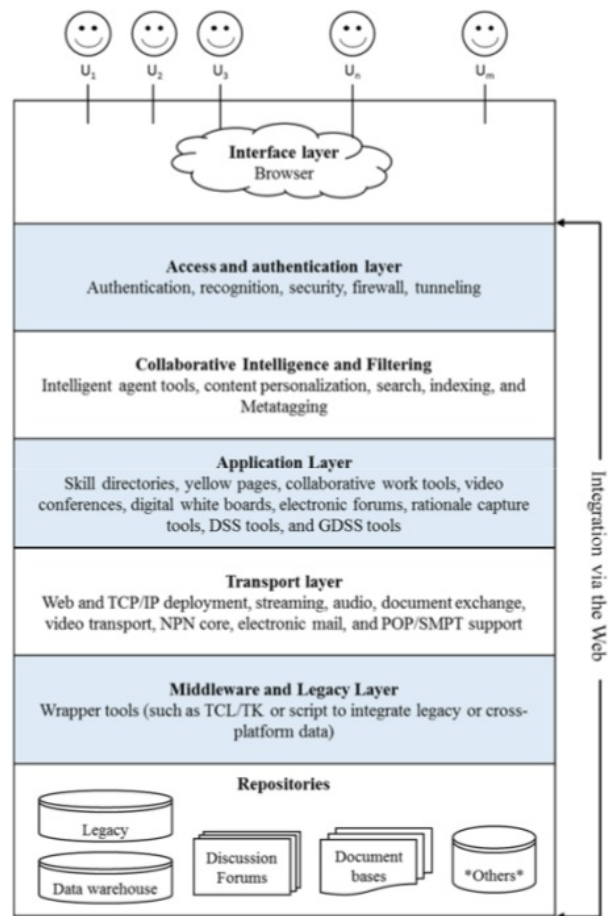 U1 U2 U3 Un Um
Interface layer
Browser
Access and authentication layer
Authentication, recognition, security, firewall, tunneling
Collaborative Intelligence and Filtering
Intelligent agent tools, content personalization, search, indexing, and
Metatagging
Application Layer
Skill directories, yellow pages, collaborative work tools, video
conferences, digital white boards, electronic forums, rationale capture
tools, DSS tools, and GDSS tools
Transport layer
Web and TCP/IP deployment, streaming, audio, document exchange,
video transport, NPN core, electronic mail, and POP/SMPT support
Middleware and Legacy Layer
Wrapper tools (such as TCL/TK or script to integrate legacy or cross-
platform data)
Repositories
Legacy
Data warehouse
Discussion
Forums
Document
bases
*Others*
Integration via the Web